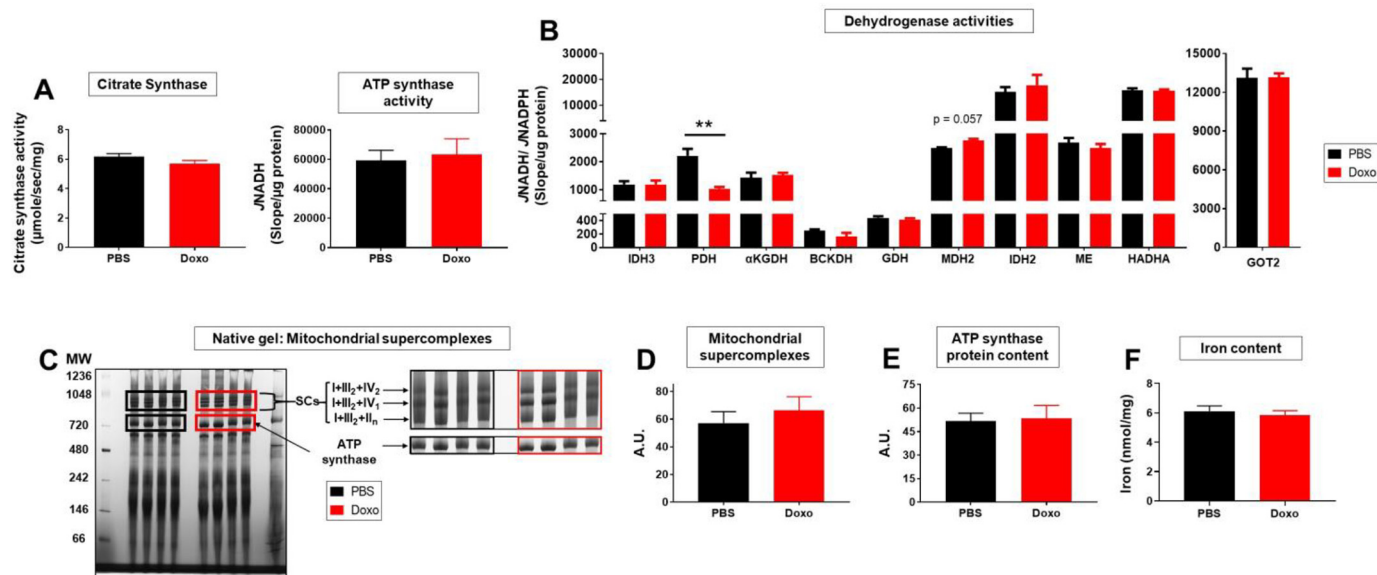 A
Citrate Synthase
Citrate synthase activity
(µmole/sec/mg)
8
6
4
2
0
PBS
Doxo
ATP synthase
activity
JNADH
(Slope/µg protein)
80000
60000
40000
20000
0
PBS
Doxo
B
Dehydrogenase activities
JNADH/ JNADPH
(Slope/ug protein)
30000
20000
10000
3000
2000
1000
400
200
0
**
p = 0.057
IDH3
PDH
αKGDH
BCKDH
GDH
MDH2
IDH2
ME
HADHA
15000
12000
9000
6000
3000
0
GOT2
PBS
Doxo
C
Native gel: Mitochondrial supercomplexes
MW
1236
1048
720
480
242
146
66
SCs
I+III₂+IV₂
I+III₂+IV₁
I+III₂+IIₙ
ATP
synthase
PBS
Doxo
D
Mitochondrial
supercomplexes
A.U.
80
60
40
20
0
PBS
Doxo
E
ATP synthase
protein content
A.U.
75
60
45
30
15
0
PBS
Doxo
F
Iron content
Iron (nmol/mg)
8
6
4
2
0
PBS
Doxo